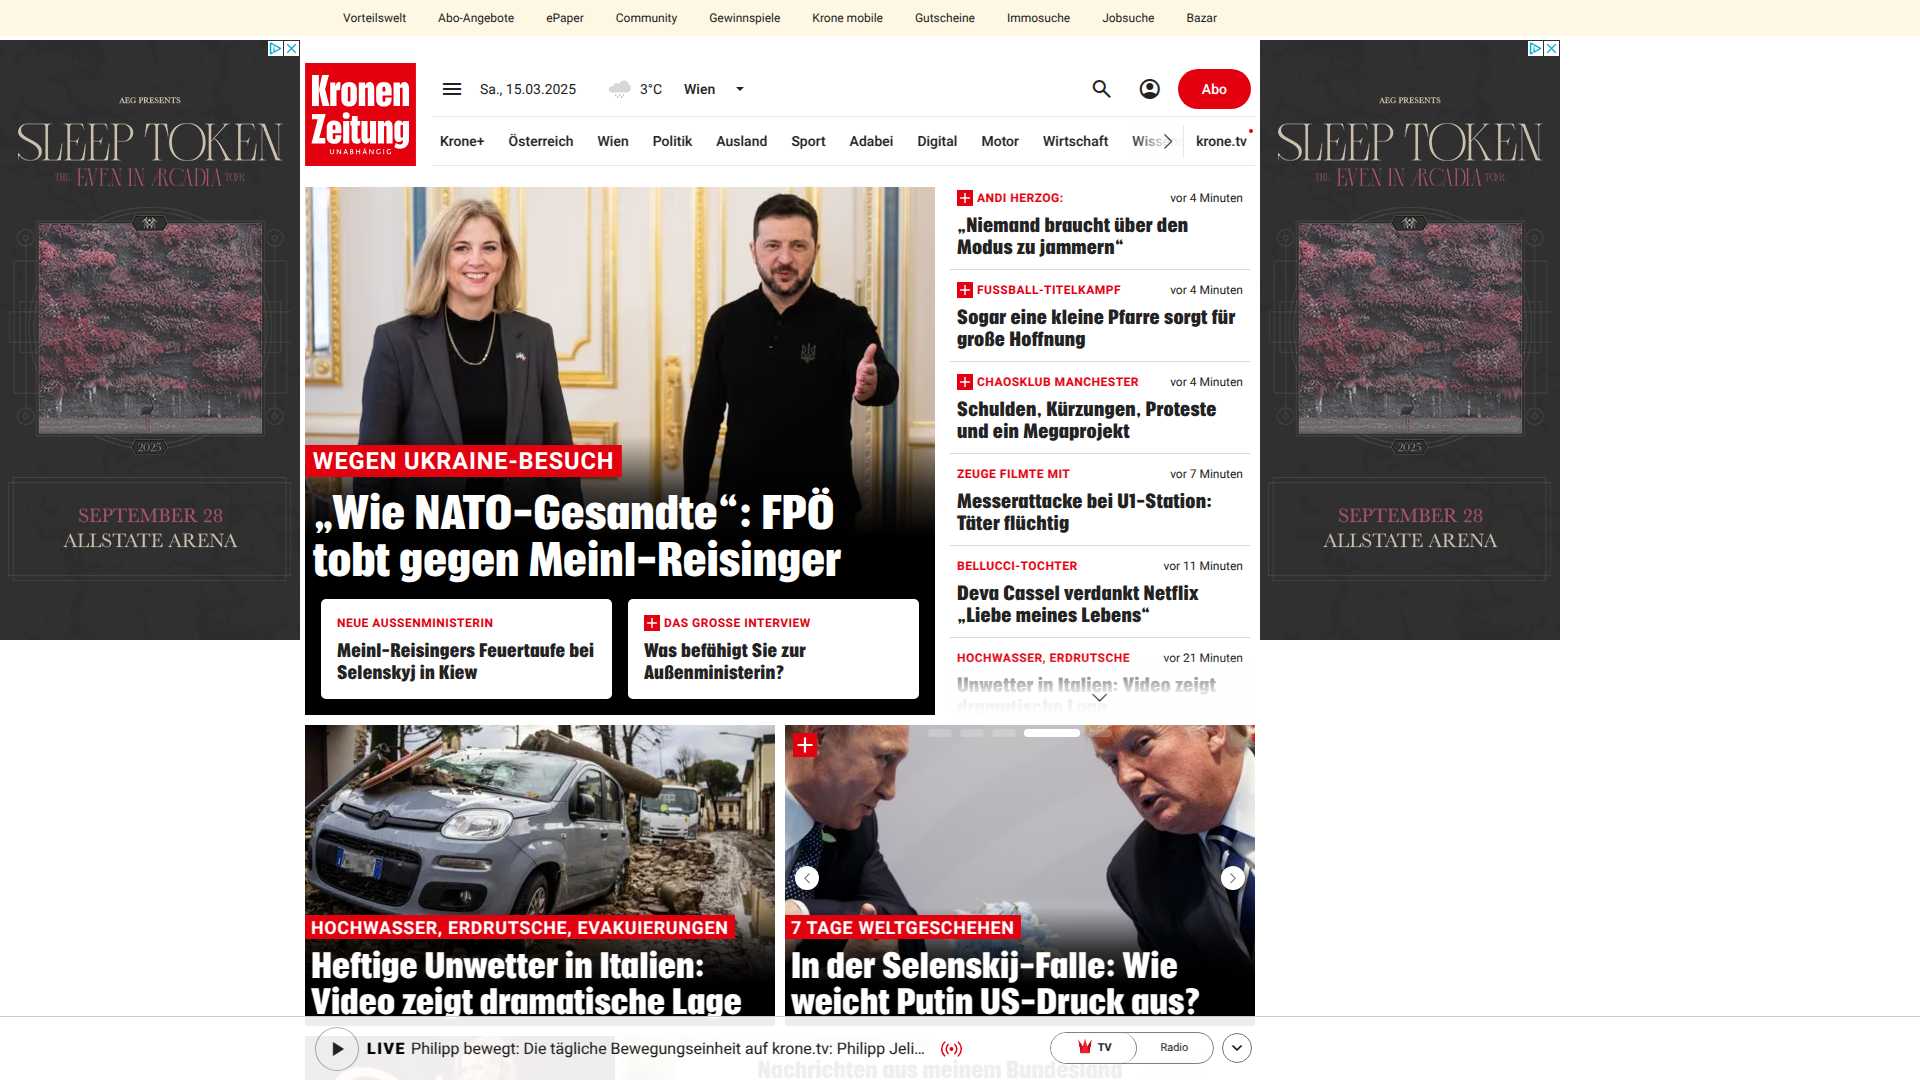 Vorteilswelt
Abo-Angebote
ePaper
Community
Gewinnspiele
Krone mobile
Gutscheine
Immosuche
Jobsuche
Bazar
AEG PRESENTS
SLEEP TOKEN
THE EVEN IN ARCADIA TOUR
2025
SEPTEMBER 28
ALLSTATE ARENA
Kronen
Zeitung
UNABHÄNGIG
Sa., 15.03.2025
3°C
Wien
Abo
Krone+
Österreich
Wien
Politik
Ausland
Sport
Adabei
Digital
Motor
Wirtschaft
Wiss
krone.tv
WEGEN UKRAINE-BESUCH
„Wie NATO-Gesandte“: FPÖ
tobt gegen Meinl-Reisinger
NEUE AUSSENMINISTERIN
Meinl-Reisingers Feuertaufe bei
Selenskyj in Kiew
DAS GROSSE INTERVIEW
Was befähigt Sie zur
Außenministerin?
ANDI HERZOG:
vor 4 Minuten
„Niemand braucht über den
Modus zu jammern“
FUSSBALL-TITELKAMPF
vor 4 Minuten
Sogar eine kleine Pfarre sorgt für
große Hoffnung
CHAOSKLUB MANCHESTER
vor 4 Minuten
Schulden, Kürzungen, Proteste
und ein Megaprojekt
ZEUGE FILMTE MIT
vor 7 Minuten
Messerattacke bei U1-Station:
Täter flüchtig
BELLUCCI-TOCHTER
vor 11 Minuten
Deva Cassel verdankt Netflix
„Liebe meines Lebens“
HOCHWASSER, ERDRUTSCHE
vor 21 Minuten
Unwetter in Italien: Video zeigt
dramatische Lage
AEG PRESENTS
SLEEP TOKEN
THE EVEN IN ARCADIA TOUR
2025
SEPTEMBER 28
ALLSTATE ARENA
HOCHWASSER, ERDRUTSCHE, EVAKUIERUNGEN
Heftige Unwetter in Italien:
Video zeigt dramatische Lage
7 TAGE WELTGESCHEHEN
In der Selenskij-Falle: Wie
weicht Putin US-Druck aus?
LIVE Philipp bewegt: Die tägliche Bewegungseinheit auf krone.tv: Philipp Jeli...
TV
Radio
Nachrichten aus meinem Bundesland